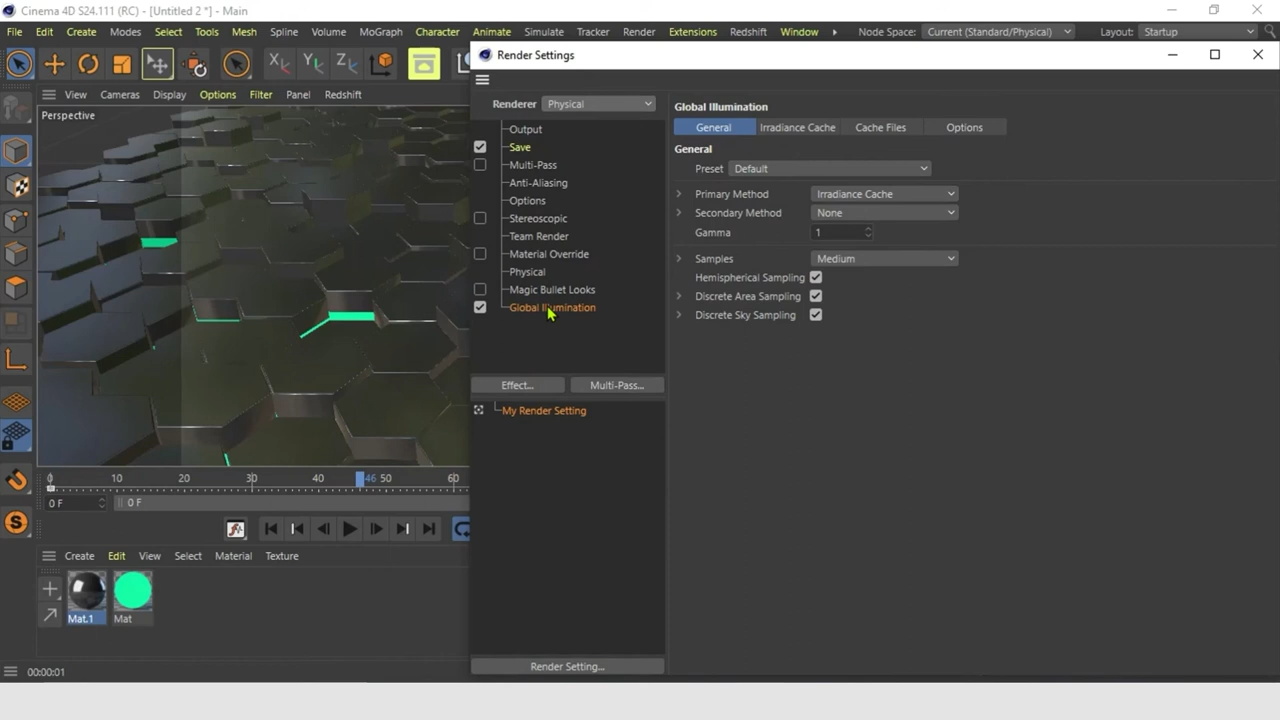 Cinema 4D S24.111 (RC) - [Untitled 2 *] - Main
File Edit Create Modes Select Tools Mesh Spline Volume MoGraph Character Animate Simulate Tracker Render Extensions Redshift Window Node Space: Current (Standard/Physical) Layout: Startup
Render Settings
View Cameras Display Options Filter Panel Redshift
Perspective
Renderer Physical
Output
Save
Multi-Pass
Anti-Aliasing
Options
Stereoscopic
Team Render
Material Override
Physical
Magic Bullet Looks
Global Illumination
Effect... Multi-Pass...
My Render Setting
Render Setting...
Global Illumination
General Irradiance Cache Cache Files Options
General
Preset Default
Primary Method Irradiance Cache
Secondary Method None
Gamma 1
Samples Medium
Hemispherical Sampling
Discrete Area Sampling
Discrete Sky Sampling
0 10 20 30 40 46 50 60
0 F 0 F
Create Edit View Select Material Texture
Mat.1 Mat
00:00:01